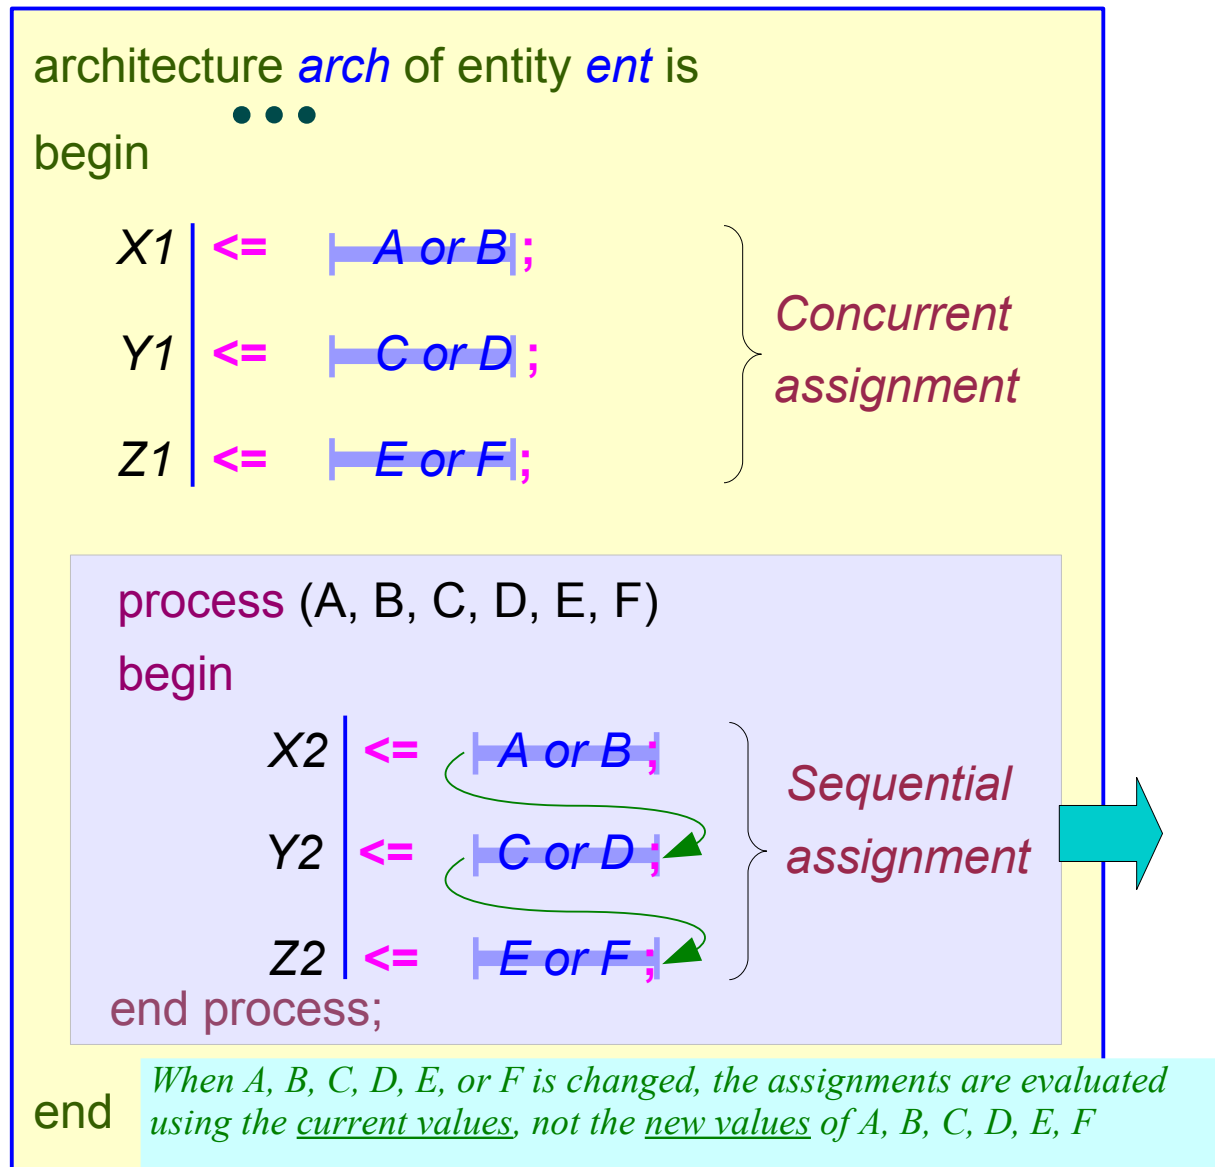 architecture arch of entity ent is
•••
begin
X1 <= A or B ;
Y1 <= C or D ;
Z1 <= E or F ;
Concurrent
assignment
process (A, B, C, D, E, F)
begin
X2 <= A or B ;
Y2 <= C or D ;
Z2 <= E or F ;
Sequential
assignment
end process;
end
When A, B, C, D, E, or F is changed, the assignments are evaluated
using the current values, not the new values of A, B, C, D, E, F